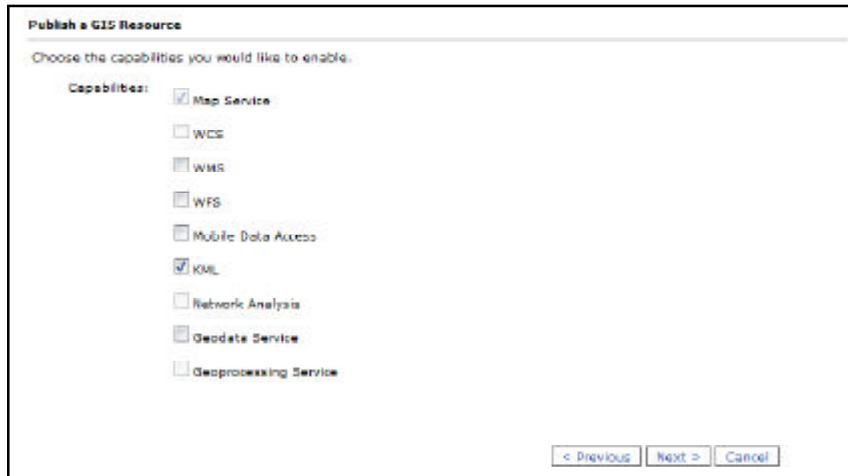 Publish a GIS Resource
Choose the capabilities you would like to enable.
Capabilities:
Map Service
WCS
WMS
WFS
Mobile Data Access
KML
Network Analysis
Geodata Service
Geoprocessing Service
< Previous Next > Cancel